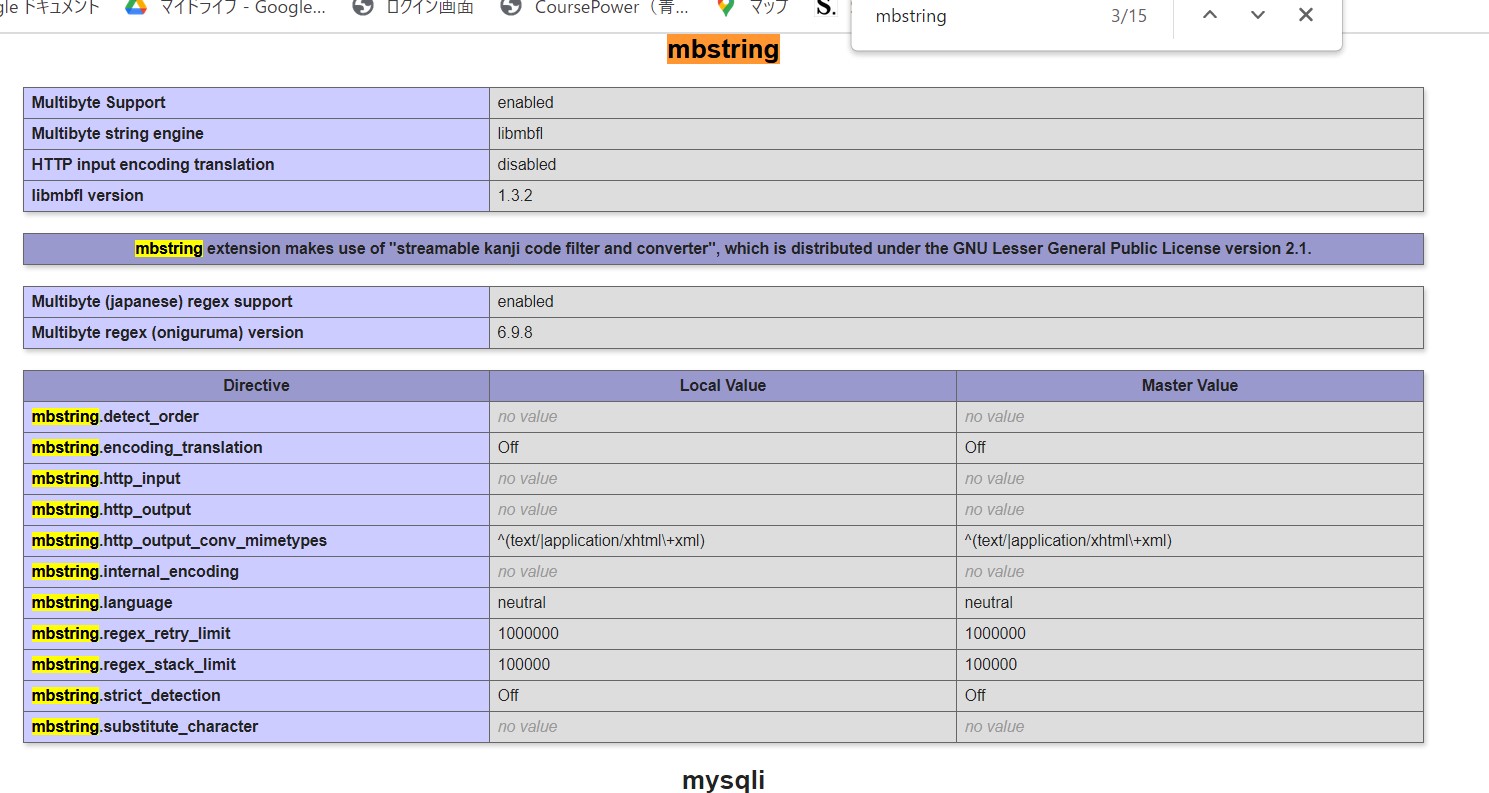 gle ドキュメント マイドライブ - Google... ログイン画面 CoursePower（青... マップ S.
mbstring 3/15
mbstring
Multibyte Support enabled
Multibyte string engine libmbfl
HTTP input encoding translation disabled
libmbfl version 1.3.2
mbstring extension makes use of "streamable kanji code filter and converter", which is distributed under the GNU Lesser General Public License version 2.1.
Multibyte (japanese) regex support enabled
Multibyte regex (oniguruma) version 6.9.8
Directive Local Value Master Value
mbstring.detect_order no value no value
mbstring.encoding_translation Off Off
mbstring.http_input no value no value
mbstring.http_output no value no value
mbstring.http_output_conv_mimetypes ^(text/|application/xhtml\+xml) ^(text/|application/xhtml\+xml)
mbstring.internal_encoding no value no value
mbstring.language neutral neutral
mbstring.regex_retry_limit 1000000 1000000
mbstring.regex_stack_limit 100000 100000
mbstring.strict_detection Off Off
mbstring.substitute_character no value no value
mysqli